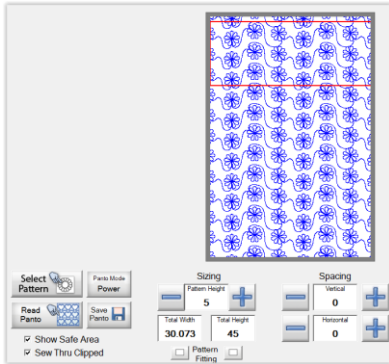 Select
Pattern
Panto Mode
Power
Read
Panto
Save
Panto
Show Safe Area
Sew Thru Clipped
Sizing
Pattern Height
5
Total Width
30.073
Total Height
45
Pattern
Fitting
Spacing
Vertical
0
Horizontal
0